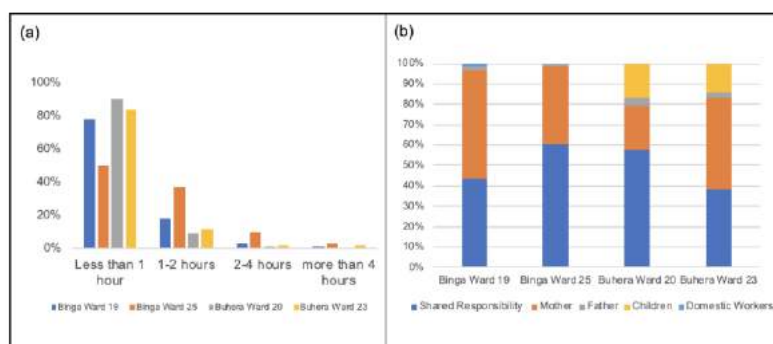 (a)
100%
80%
60%
40%
20%
0%
Less than 1 hour
1-2 hours
2-4 hours
more than 4 hours
Binga Ward 19 Binga Ward 25 Buhera Ward 20 Buhera Ward 23
(b)
100%
90%
80%
70%
60%
50%
40%
30%
20%
10%
0%
Binga Ward 19 Binga Ward 25 Buhera Ward 20 Buhera Ward 23
Shared Responsibility Mother Father Children Domestic Workers